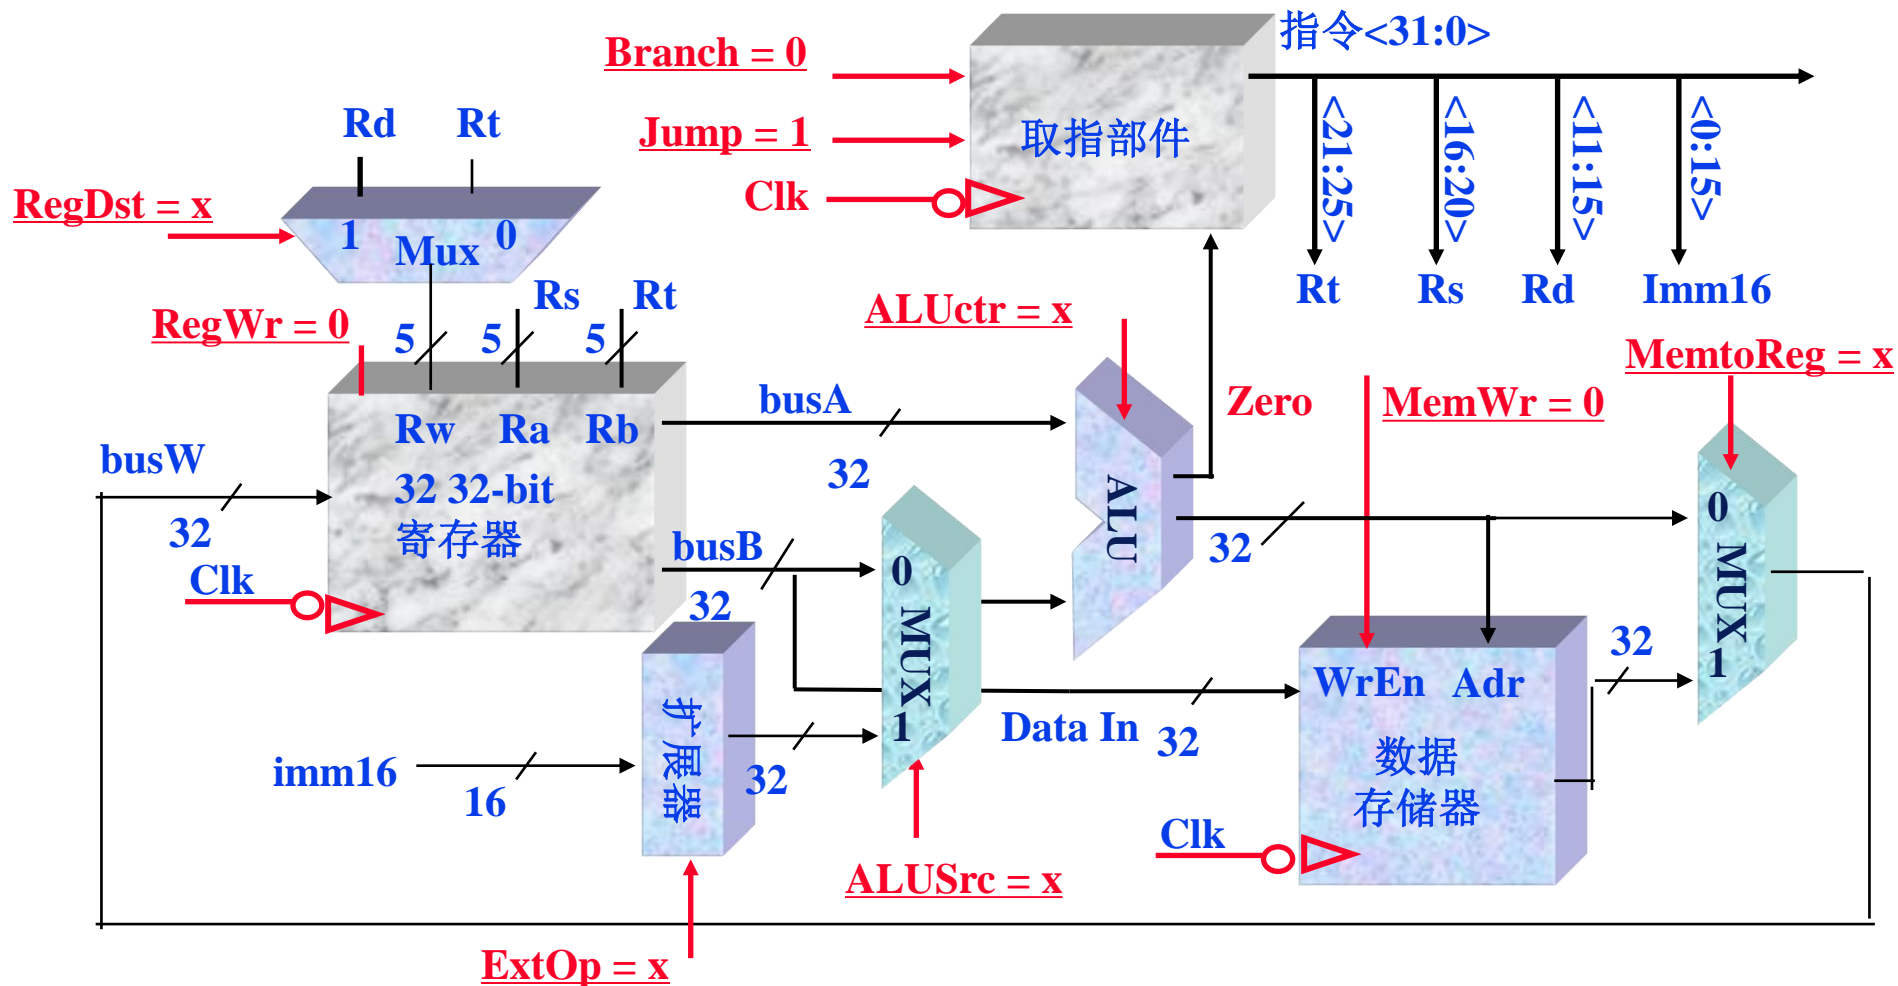 指令<31:0>
Branch = 0
Jump = 1
Clk
取指部件
<21:25>
<16:20>
<11:15>
<0:15>
Rt
Rs
Rd
Imm16
Rd
Rt
RegDst = x
1
Mux
0
RegWr = 0
5
5
Rs
5
Rt
ALUctr = x
MemtoReg = x
Zero
MemWr = 0
busW
32
Rw
Ra
Rb
32 32-bit
寄存器
Clk
busA
32
busB
32
0
MUX
1
ALU
32
0
MUX
1
imm16
16
扩展器
32
Data In
32
WrEn
Adr
32
数据
存储器
Clk
ALUSrc = x
ExtOp = x